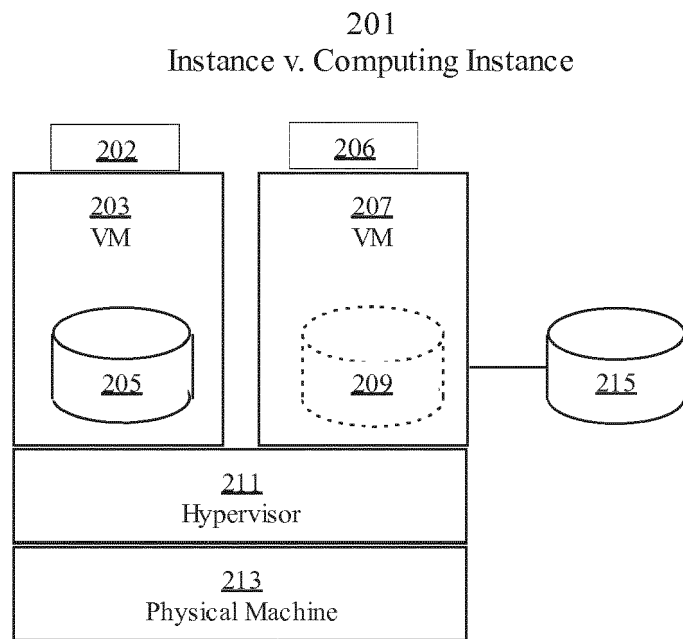 201
Instance v. Computing Instance
202
206
203
VM
207
VM
205
209
215
211
Hypervisor
213
Physical Machine